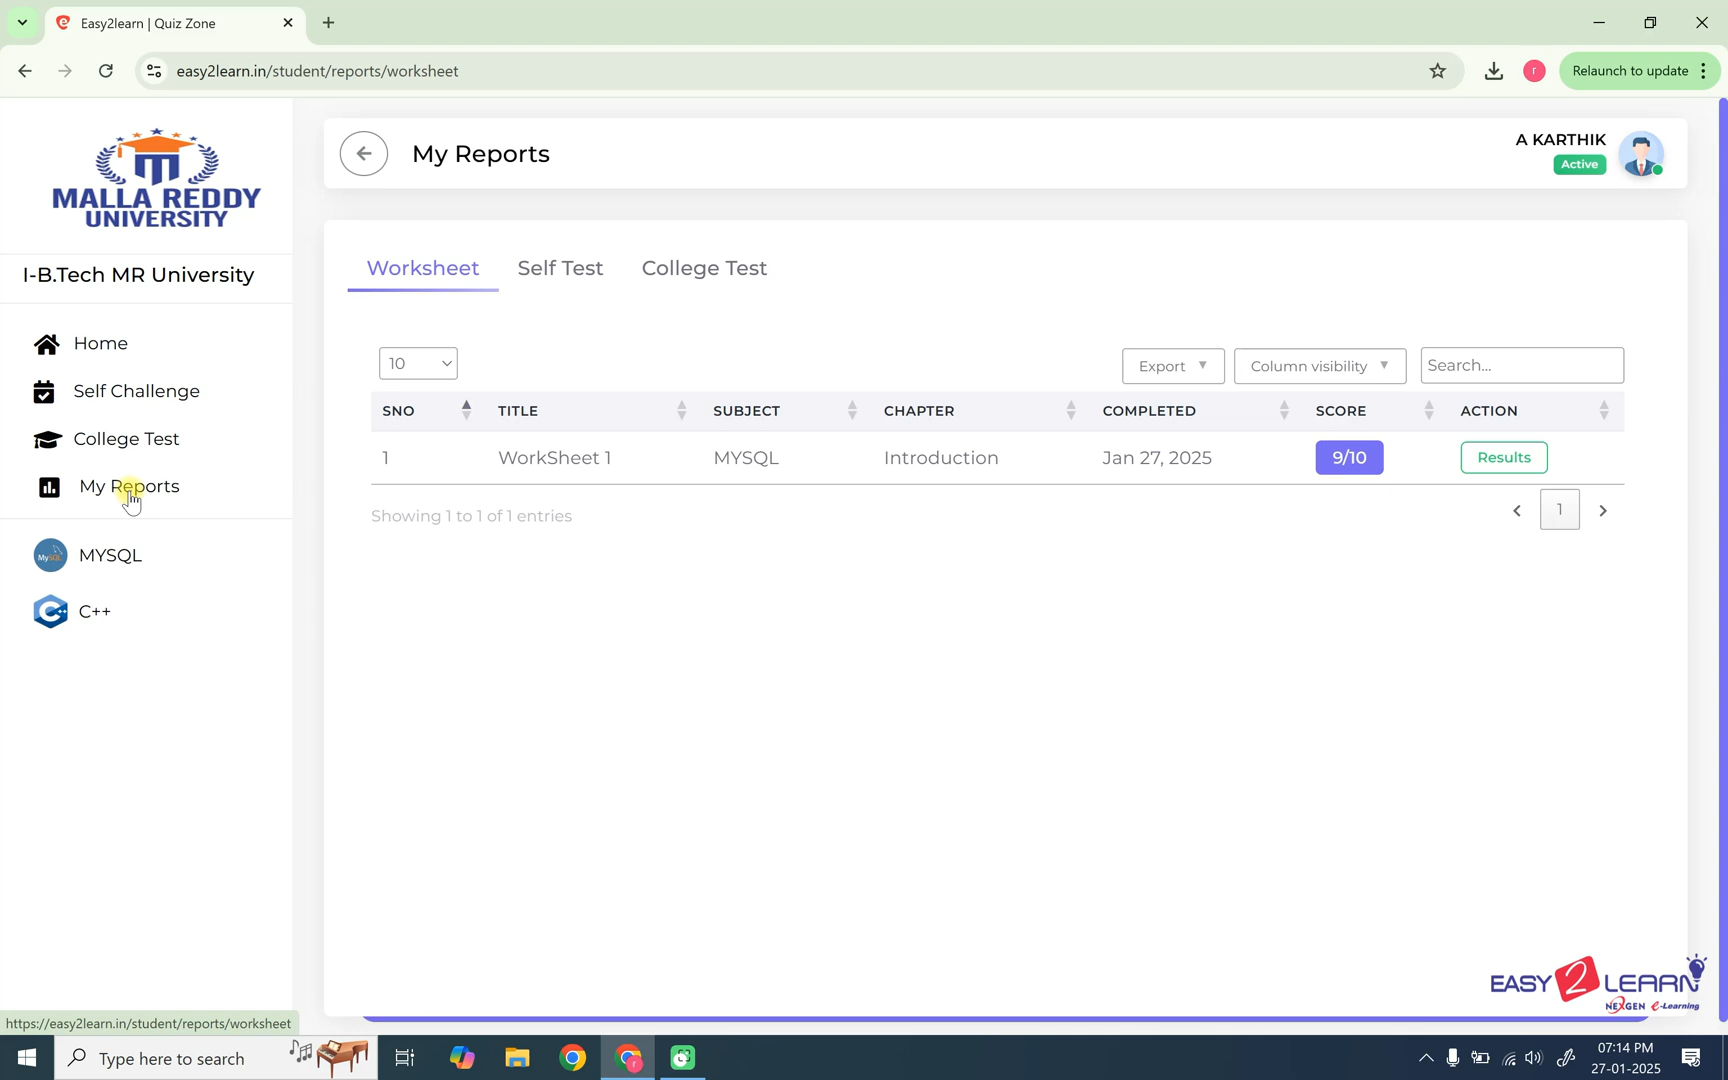 Easy2learn | Quiz Zone
easy2learn.in/student/reports/worksheet
r
Relaunch to update
MALLA REDDY
UNIVERSITY
I-B.Tech MR University
Home
Self Challenge
College Test
My Reports
MYSQL
C++
My Reports
A KARTHIK
Active
Worksheet
Self Test
College Test
10
Export
Column visibility
Search...
SNO
TITLE
SUBJECT
CHAPTER
COMPLETED
SCORE
ACTION
1
WorkSheet 1
MYSQL
Introduction
Jan 27, 2025
9/10
Results
Showing 1 to 1 of 1 entries
1
EASY 2 LEARN
NEXGEN e-Learning
https://easy2learn.in/student/reports/worksheet
Type here to search
07:14 PM
27-01-2025